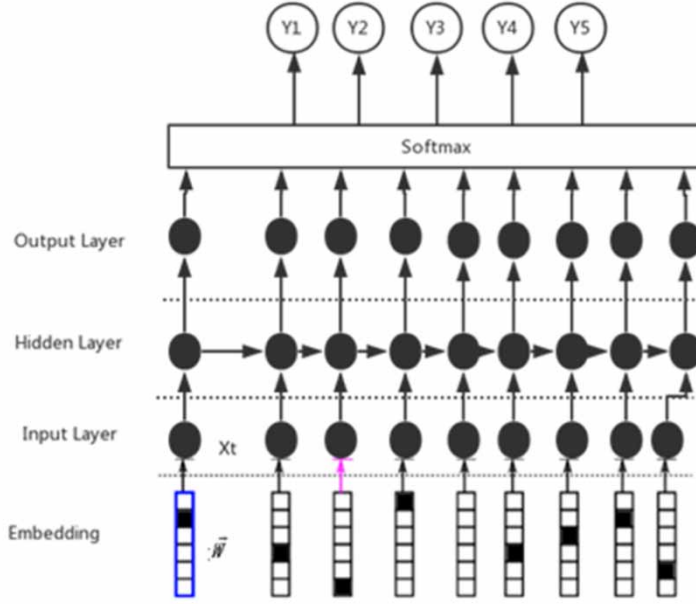 Y1 Y2 Y3 Y4 Y5
Softmax
Output Layer
Hidden Layer
Input Layer
Xt
Embedding
W